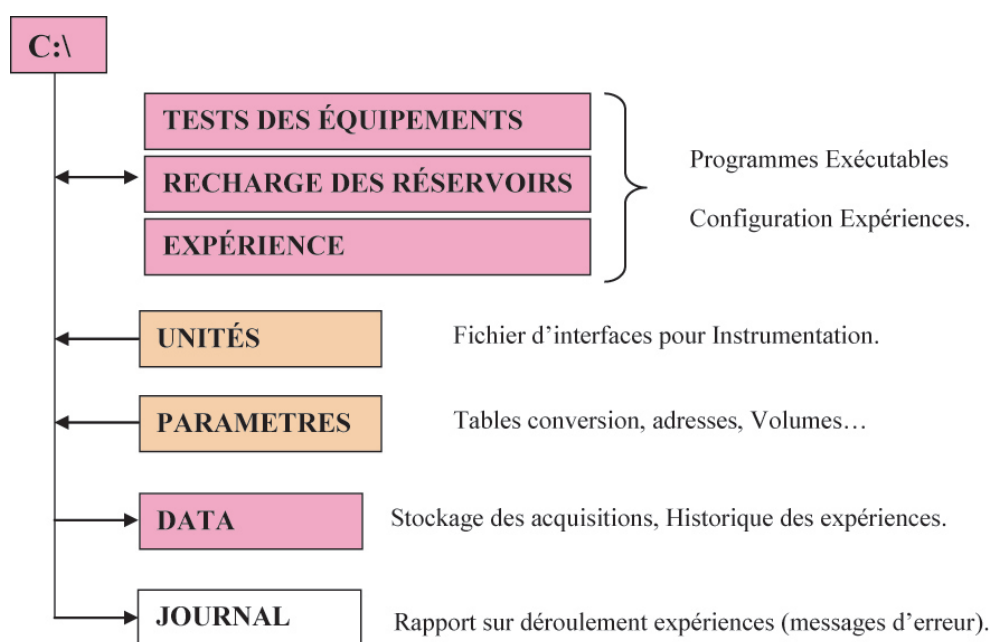 C:\
TESTS DES ÉQUIPEMENTS
RECHARGE DES RÉSERVOIRS
EXPÉRIENCE
Programmes Exécutables
Configuration Expériences.
UNITÉS
Fichier d’interfaces pour Instrumentation.
PARAMETRES
Tables conversion, adresses, Volumes…
DATA
Stockage des acquisitions, Historique des expériences.
JOURNAL
Rapport sur déroulement expériences (messages d’erreur).